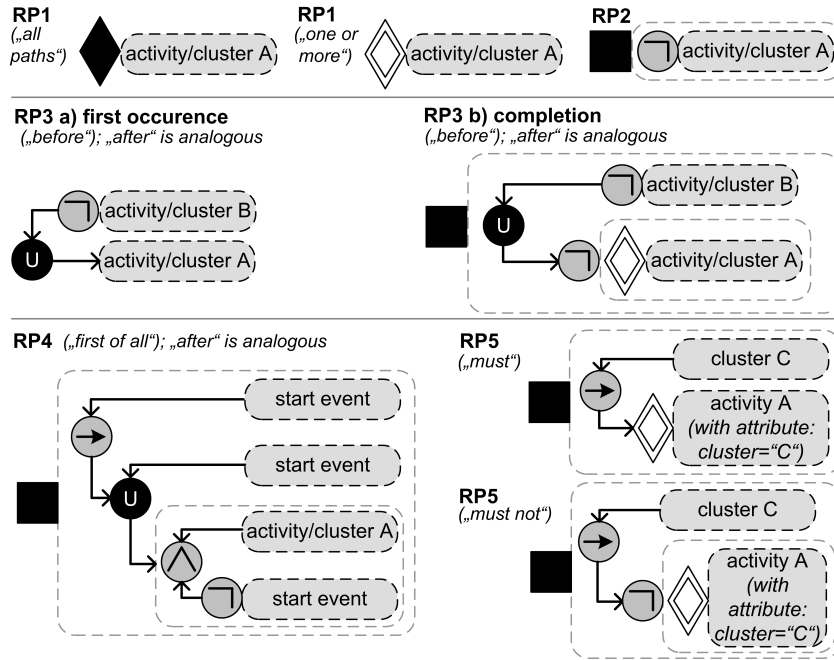 RP1
(„all
paths“)
activity/cluster A
RP1
(„one or
more“)
activity/cluster A
RP2
activity/cluster A
RP3 a) first occurence
(„before“); „after“ is analogous
activity/cluster B
U
activity/cluster A
RP3 b) completion
(„before“); „after“ is analogous
activity/cluster B
U
activity/cluster A
RP4 („first of all“); „after“ is analogous
start event
start event
U
activity/cluster A
start event
RP5
(„must“)
cluster C
activity A
(with attribute:
cluster=“C“)
RP5
(„must not“)
cluster C
activity A
(with
attribute:
cluster=“C“)